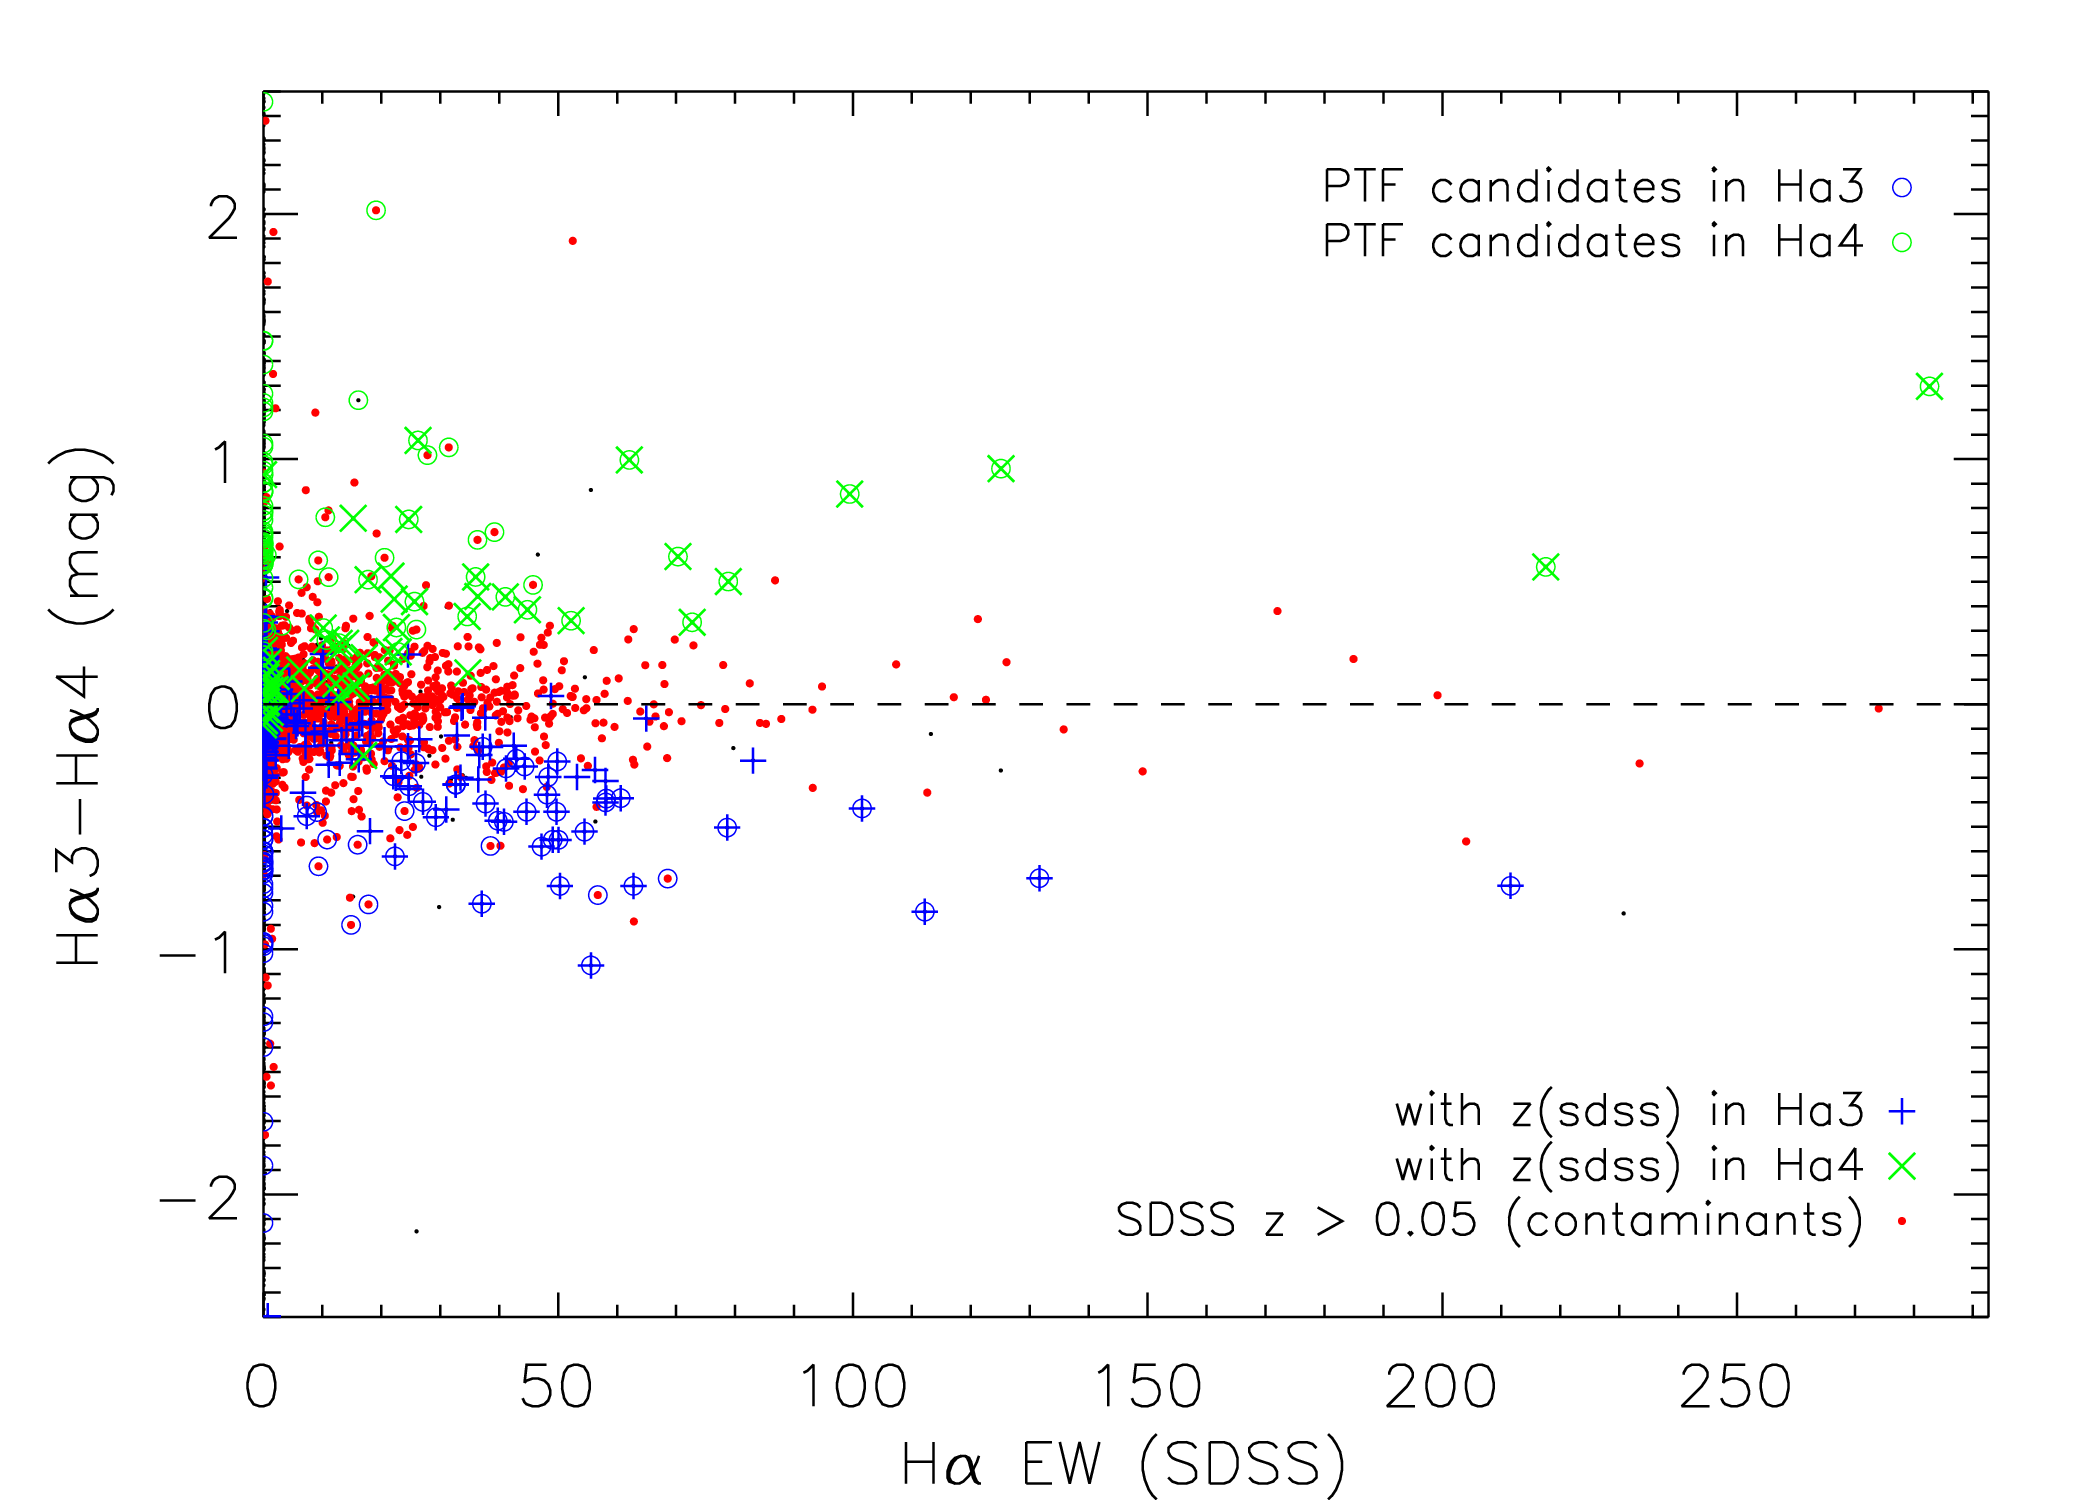 PTF candidates in Ha3
PTF candidates in Ha4
2
1
0
−1
−2
Hα3−Hα4 (mag)
with z(sdss) in Ha3
with z(sdss) in Ha4
SDSS z > 0.05 (contaminants)
0 50 100 150 200 250
Hα EW (SDSS)